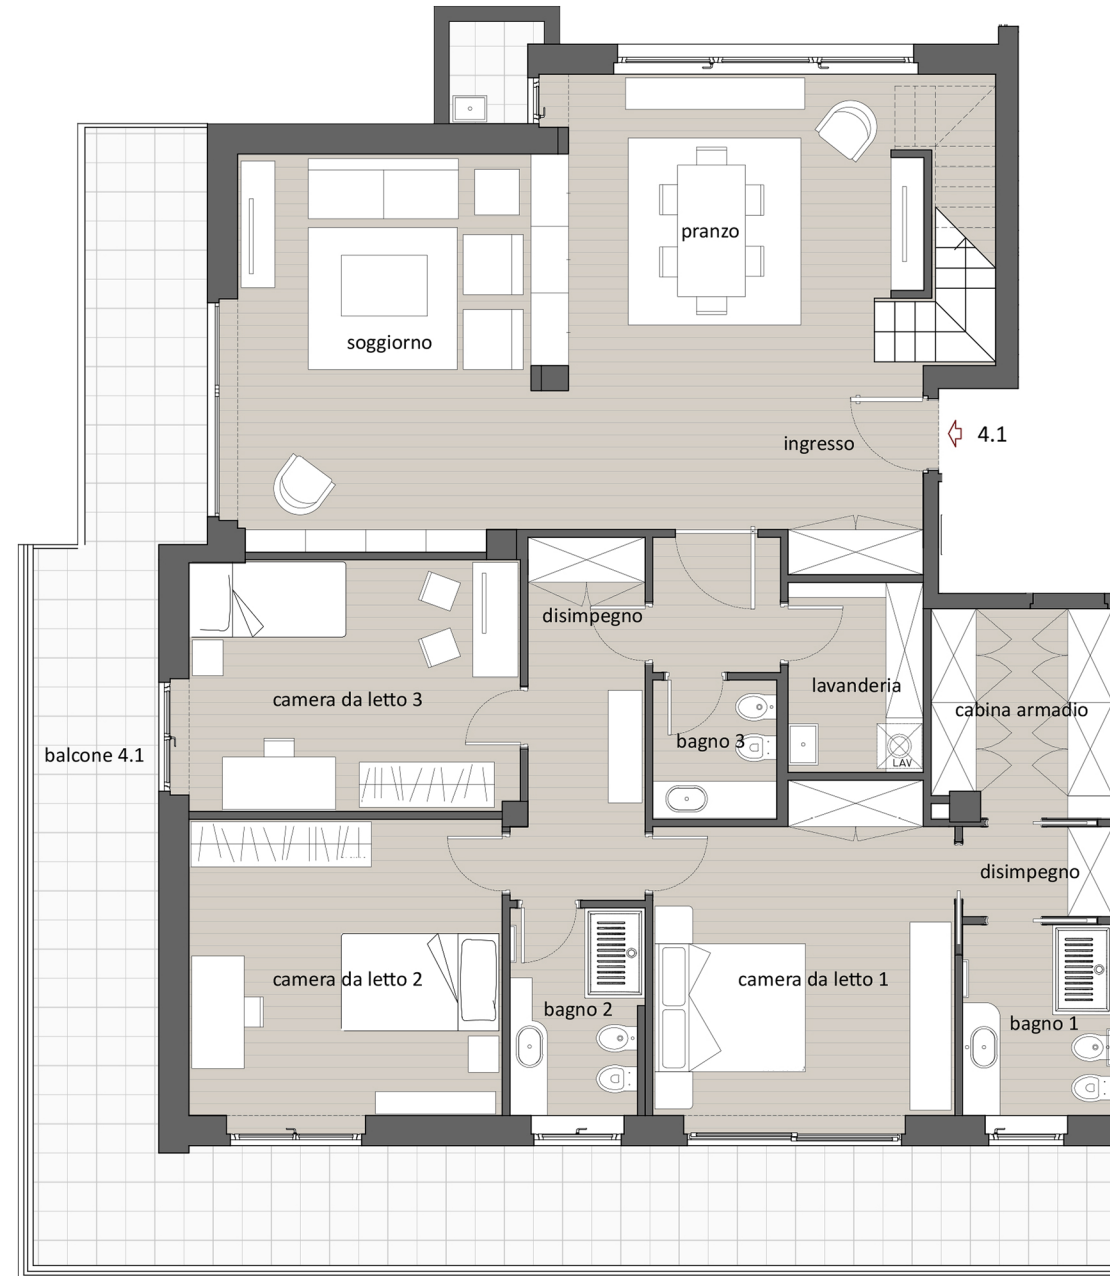 pranzo
soggiorno
ingresso
4.1
disimpegno
lavanderia
camera da letto 3
cabina armadio
bagno 3
balcone 4.1
LAV
disimpegno
camera da letto 2
camera da letto 1
bagno 2
bagno 1